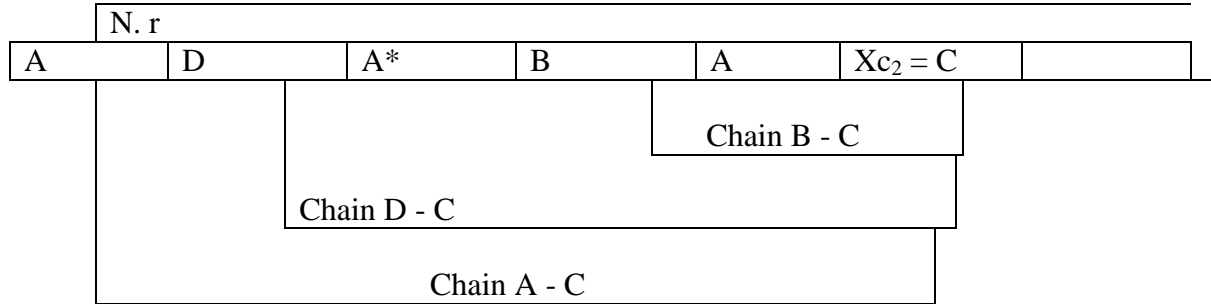 N. r
A D A* B A Xc₂ = C
Chain B - C
Chain D - C
Chain A - C